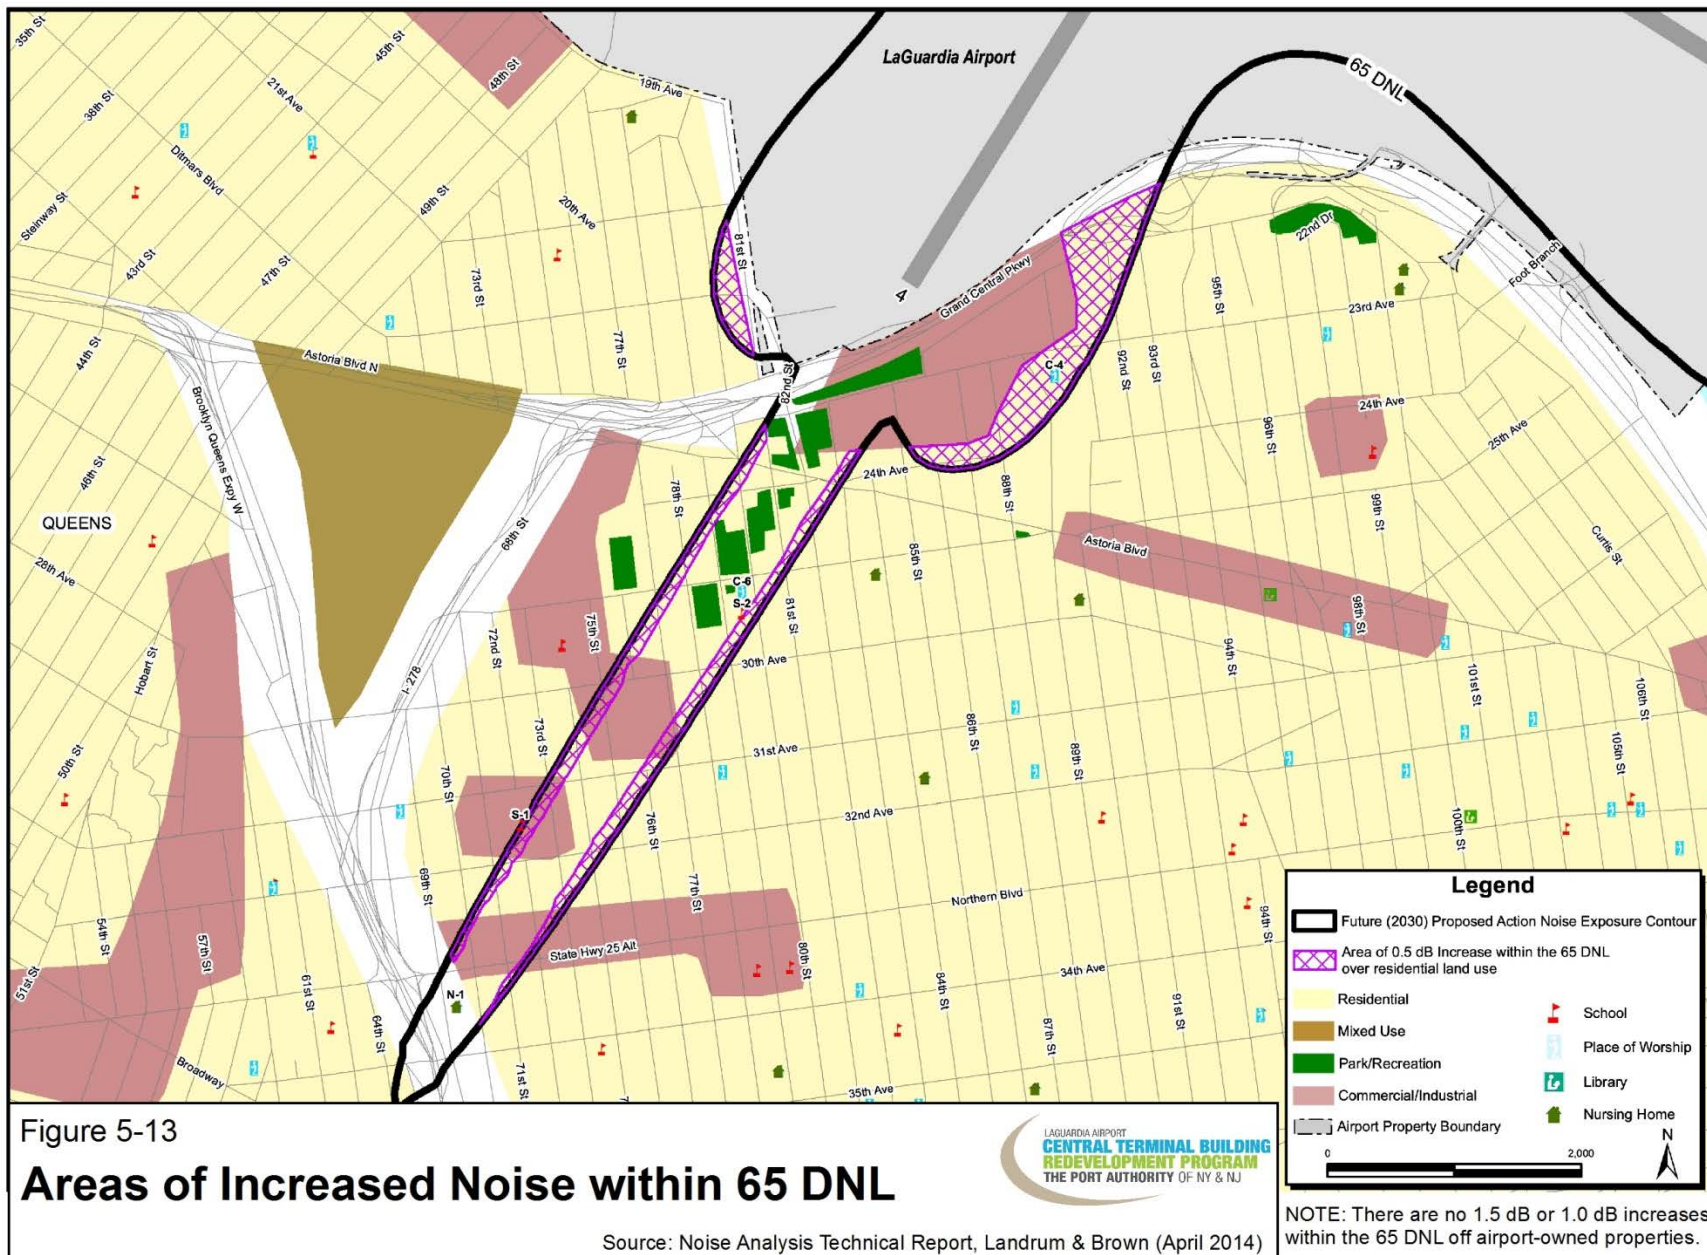 LaGuardia Airport
65 DNL
35th St
45th St
48th St
19th Ave
38th St
21st Ave
Ditmars Blvd
Steinway St
49th St
20th Ave
43rd St
47th St
73rd St
77th St
81st St
4
Grand Central Pkwy
22nd Dr
Foot Branch
95th St
23rd Ave
44th St
Astoria Blvd N
82nd St
C-4
92nd St
93rd St
Brooklyn Queens Expy W
24th Ave
96th St
25th Ave
46th St
78th St
24th Ave
88th St
99th St
QUEENS
68th St
85th St
Astoria Blvd
Curtis St
28th Ave
C-6
S-2
81st St
98th St
75th St
72nd St
30th Ave
94th St
Hobart St
I-278
101st St
106th St
73rd St
86th St
31st Ave
89th St
105th St
50th St
70th St
S-1
32nd Ave
76th St
100th St
69th St
77th St
Northern Blvd
94th St
54th St
57th St
State Hwy 25 Alt
80th St
34th Ave
51st St
61st St
N-1
84th St
91st St
64th St
87th St
Broadway
71st St
7
35th Ave
Legend
Future (2030) Proposed Action Noise Exposure Contour
Area of 0.5 dB Increase within the 65 DNL
over residential land use
Residential
Mixed Use
Park/Recreation
Commercial/Industrial
Airport Property Boundary
School
Place of Worship
Library
Nursing Home
N
0 2,000
Figure 5-13
Areas of Increased Noise within 65 DNL
LAGUARDIA AIRPORT
CENTRAL TERMINAL BUILDING
REDEVELOPMENT PROGRAM
THE PORT AUTHORITY OF NY & NJ
Source: Noise Analysis Technical Report, Landrum & Brown (April 2014)
NOTE: There are no 1.5 dB or 1.0 dB increases
within the 65 DNL off airport-owned properties.